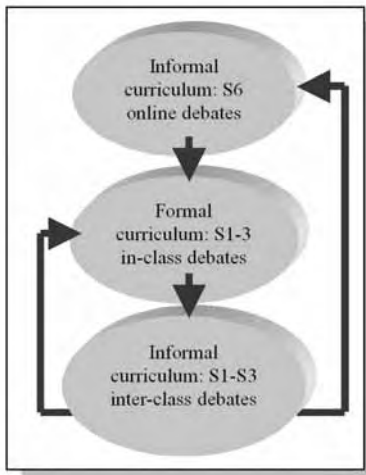 Informal
curriculum: S6
online debates
Formal
curriculum: S1-3
in-class debates
Informal
curriculum: S1-S3
inter-class debates